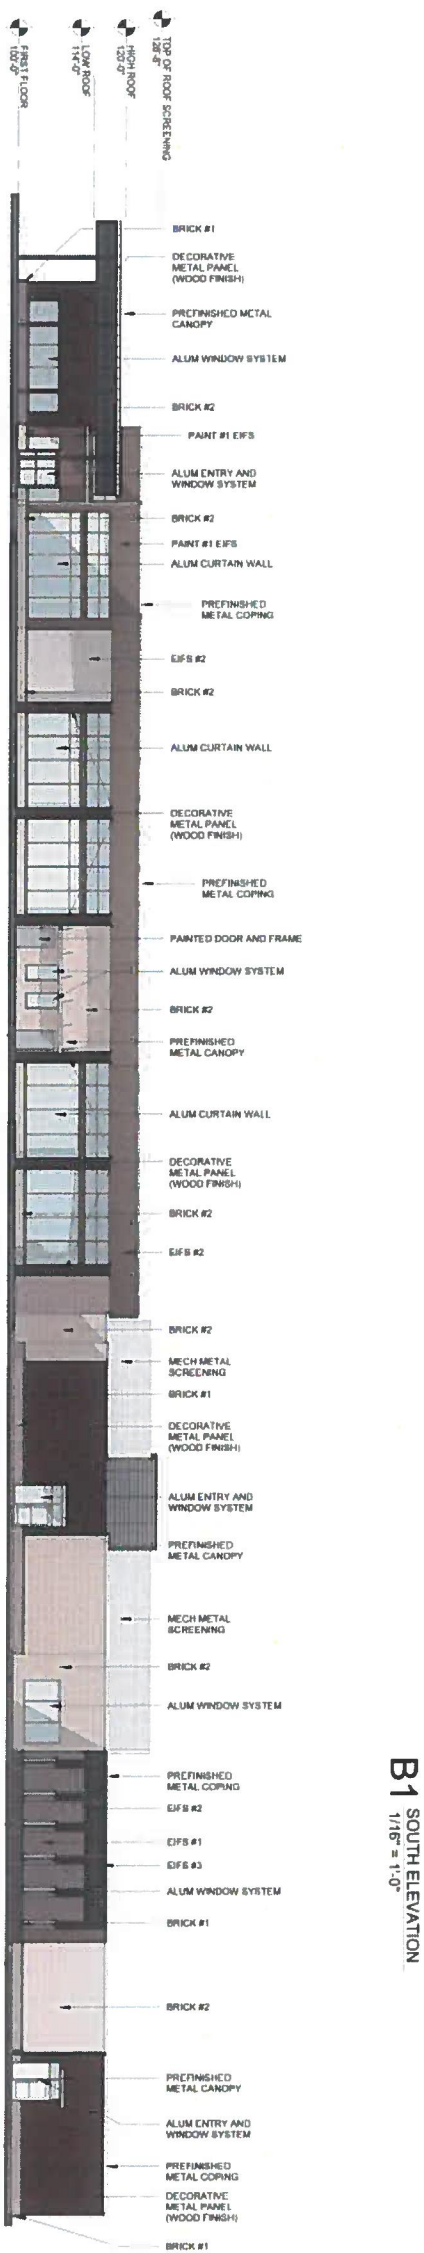 TOP OF ROOF SCREENING
128'-8"
HIGH ROOF
120'-0"
LOW ROOF
114'-0"
FIRST FLOOR
100'-0"
BRICK #1
DECORATIVE
METAL PANEL
(WOOD FINISH)
PREFINISHED METAL
CANOPY
ALUM WINDOW SYSTEM
BRICK #2
PAINT #1 EIFS
ALUM ENTRY AND
WINDOW SYSTEM
BRICK #2
PAINT #1 EIFS
ALUM CURTAIN WALL
PREFINISHED
METAL COPING
EIFS #2
BRICK #2
ALUM CURTAIN WALL
DECORATIVE
METAL PANEL
(WOOD FINISH)
PREFINISHED
METAL COPING
PAINTED DOOR AND FRAME
ALUM WINDOW SYSTEM
BRICK #2
PREFINISHED
METAL CANOPY
ALUM CURTAIN WALL
DECORATIVE
METAL PANEL
(WOOD FINISH)
BRICK #2
EIFS #2
BRICK #2
MECH METAL
SCREENING
BRICK #1
DECORATIVE
METAL PANEL
(WOOD FINISH)
ALUM ENTRY AND
WINDOW SYSTEM
PREFINISHED
METAL CANOPY
MECH METAL
SCREENING
BRICK #2
ALUM WINDOW SYSTEM
PREFINISHED
METAL COPING
EIFS #2
EIFS #1
EIFS #3
ALUM WINDOW SYSTEM
BRICK #1
BRICK #2
PREFINISHED
METAL CANOPY
ALUM ENTRY AND
WINDOW SYSTEM
PREFINISHED
METAL COPING
DECORATIVE
METAL PANEL
(WOOD FINISH)
BRICK #1
B1 SOUTH ELEVATION
1/16" = 1'-0"